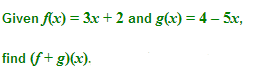 Given f(x) = 3x + 2 and g(x) = 4 – 5x,
find (f + g)(x).